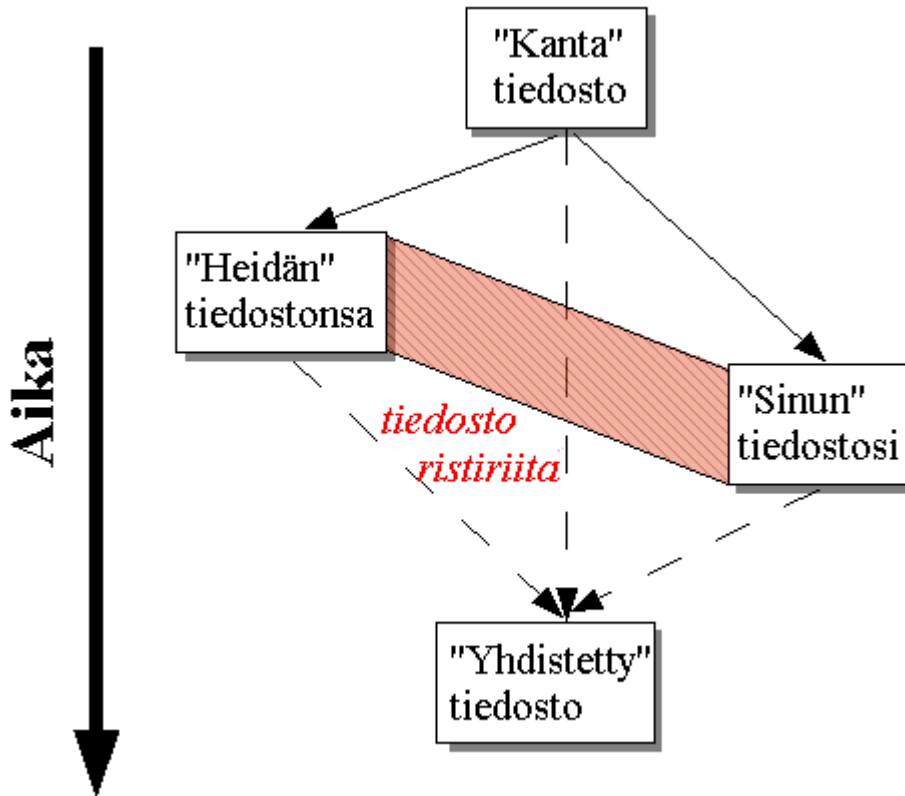 "Kanta"
tiedosto
"Heidän"
tiedostonsa
Aika
"Sinun"
tiedostosi
tiedosto
ristiriita
"Yhdistetty"
tiedosto